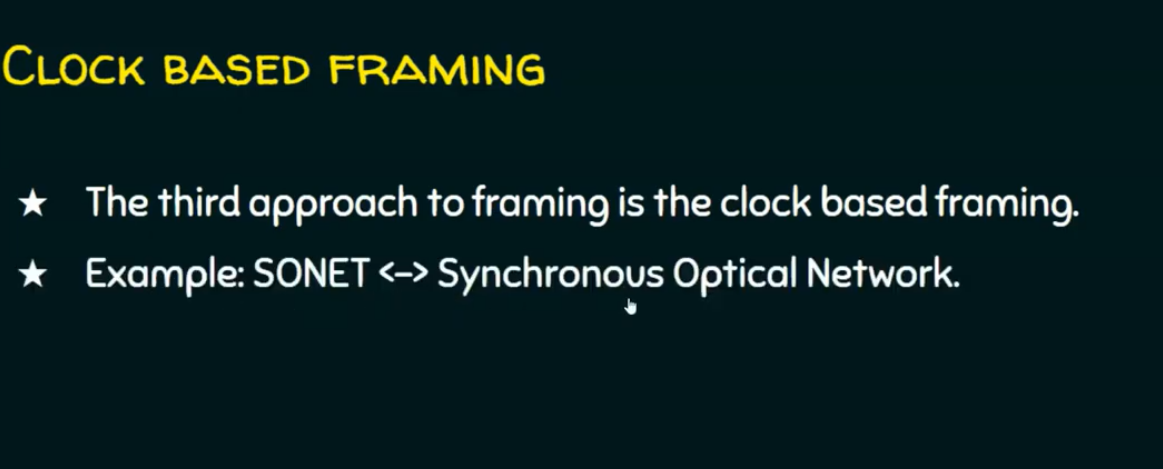 CLOCK BASED FRAMING
★ The third approach to framing is the clock based framing.
★ Example: SONET <-> Synchronous Optical Network.